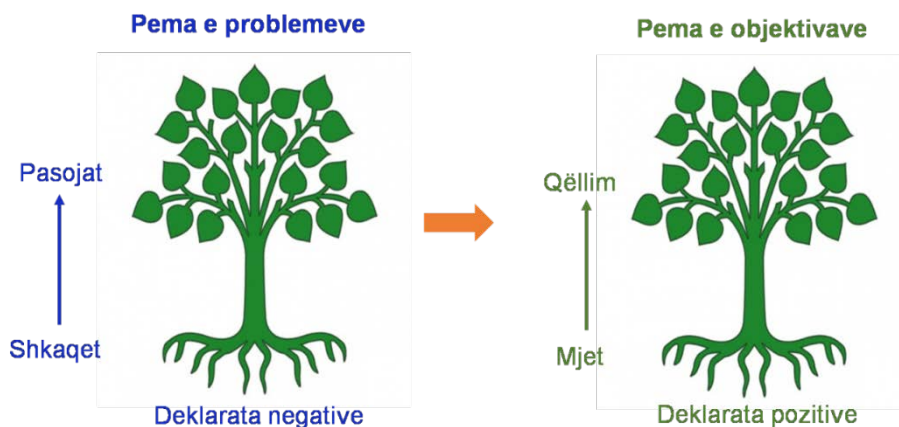 Pema e problemeve
Pasojat
Shkaqet
Deklarata negative
Pema e objektivave
Qëllim
Mjet
Deklarata pozitive